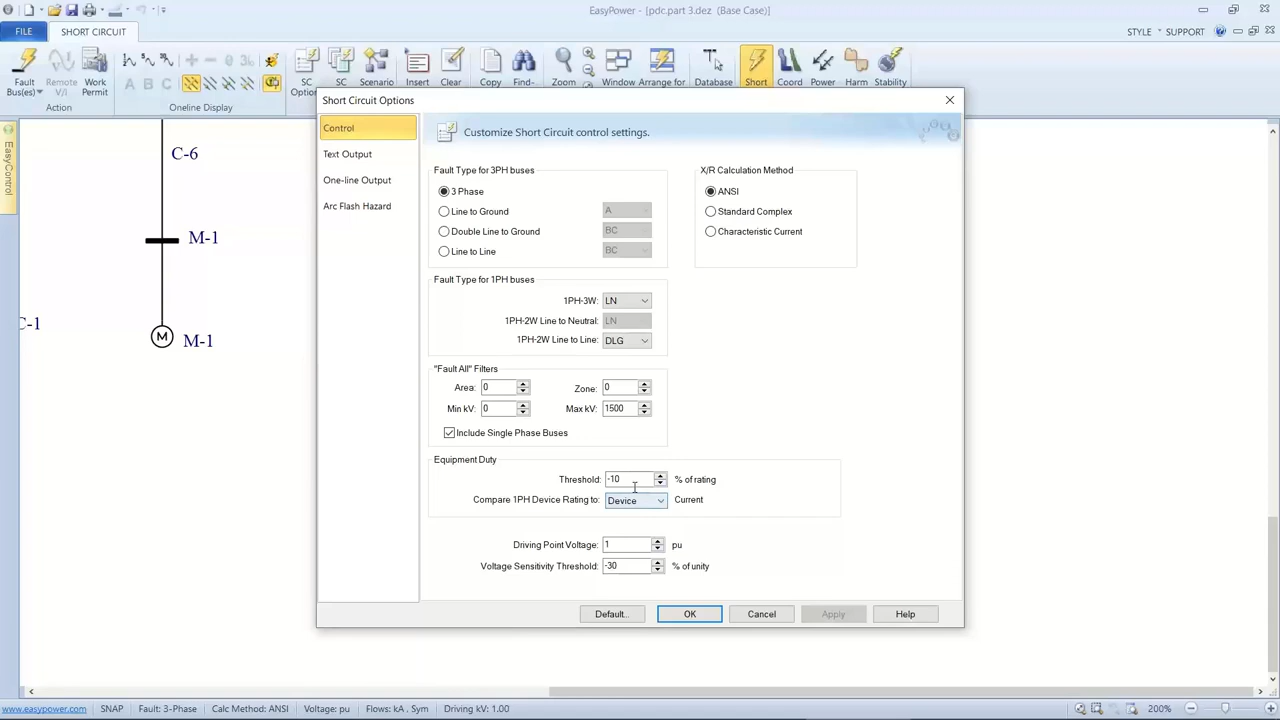 EasyPower - [pdc.part 3.dez (Base Case)]
FILE
SHORT CIRCUIT
STYLE
SUPPORT
Fault Bus(es)
Remote V/I
Work Permit
SC Optio
SC
Scenario
Insert
Clear
Copy
Find-
Zoom
Window
Arrange for
Database
Short
Coord
Power
Harm
Stability
A B C
Action
Oneline Display
EasyControl
C-6
M-1
M
M-1
C-1
Short Circuit Options
Control
Text Output
One-line Output
Arc Flash Hazard
Customize Short Circuit control settings.
Fault Type for 3PH buses
3 Phase
Line to Ground A
Double Line to Ground BC
Line to Line BC
X/R Calculation Method
ANSI
Standard Complex
Characteristic Current
Fault Type for 1PH buses
1PH-3W: LN
1PH-2W Line to Neutral: LN
1PH-2W Line to Line: DLG
"Fault All" Filters
Area: 0 Zone: 0
Min kV: 0 Max kV: 1500
Include Single Phase Buses
Equipment Duty
Threshold: -10 % of rating
Compare 1PH Device Rating to: Device Current
Driving Point Voltage: 1 pu
Voltage Sensitivity Threshold: -30 % of unity
Default... OK Cancel Apply Help
www.easypower.com SNAP Fault: 3-Phase Calc Method: ANSI Voltage: pu Flows: kA , Sym Driving kV: 1.00 200%